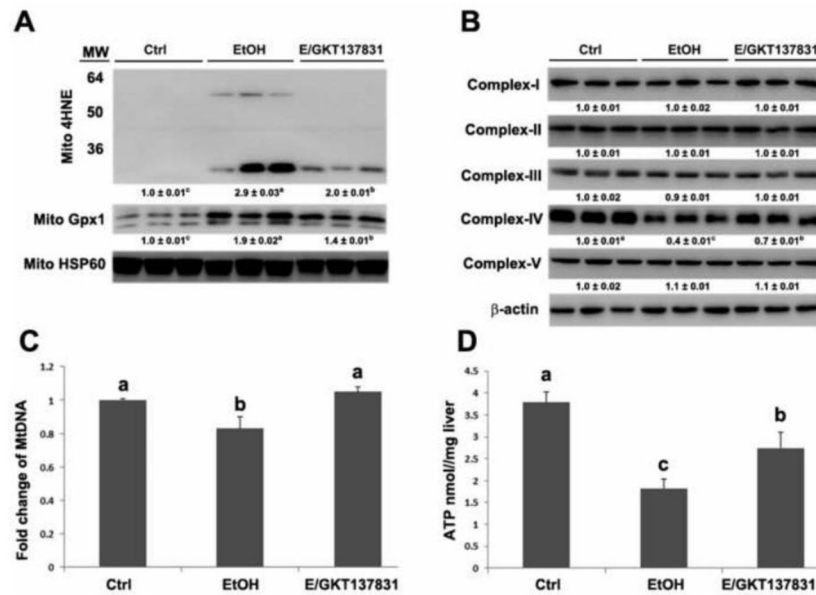 A
MW
Ctrl
EtOH
E/GKT137831
64
50
36
Mito 4HNE
1.0 ± 0.01c 2.9 ± 0.03a 2.0 ± 0.01b
Mito Gpx1
1.0 ± 0.01c 1.9 ± 0.02a 1.4 ± 0.01b
Mito HSP60
B
Ctrl EtOH E/GKT137831
Complex-I
1.0 ± 0.01 1.0 ± 0.02 1.0 ± 0.01
Complex-II
1.0 ± 0.01 1.0 ± 0.01 1.0 ± 0.01
Complex-III
1.0 ± 0.02 0.9 ± 0.01 1.0 ± 0.01
Complex-IV
1.0 ± 0.01a 0.4 ± 0.01c 0.7 ± 0.01b
Complex-V
1.0 ± 0.02 1.1 ± 0.01 1.1 ± 0.01
β-actin
C
Fold change of MtDNA
1.2
1
0.8
0.6
0.4
0.2
0
a
b
a
Ctrl EtOH E/GKT137831
D
ATP nmol//mg liver
4.5
4
3.5
3
2.5
2
1.5
1
0.5
0
a
c
b
Ctrl EtOH E/GKT137831